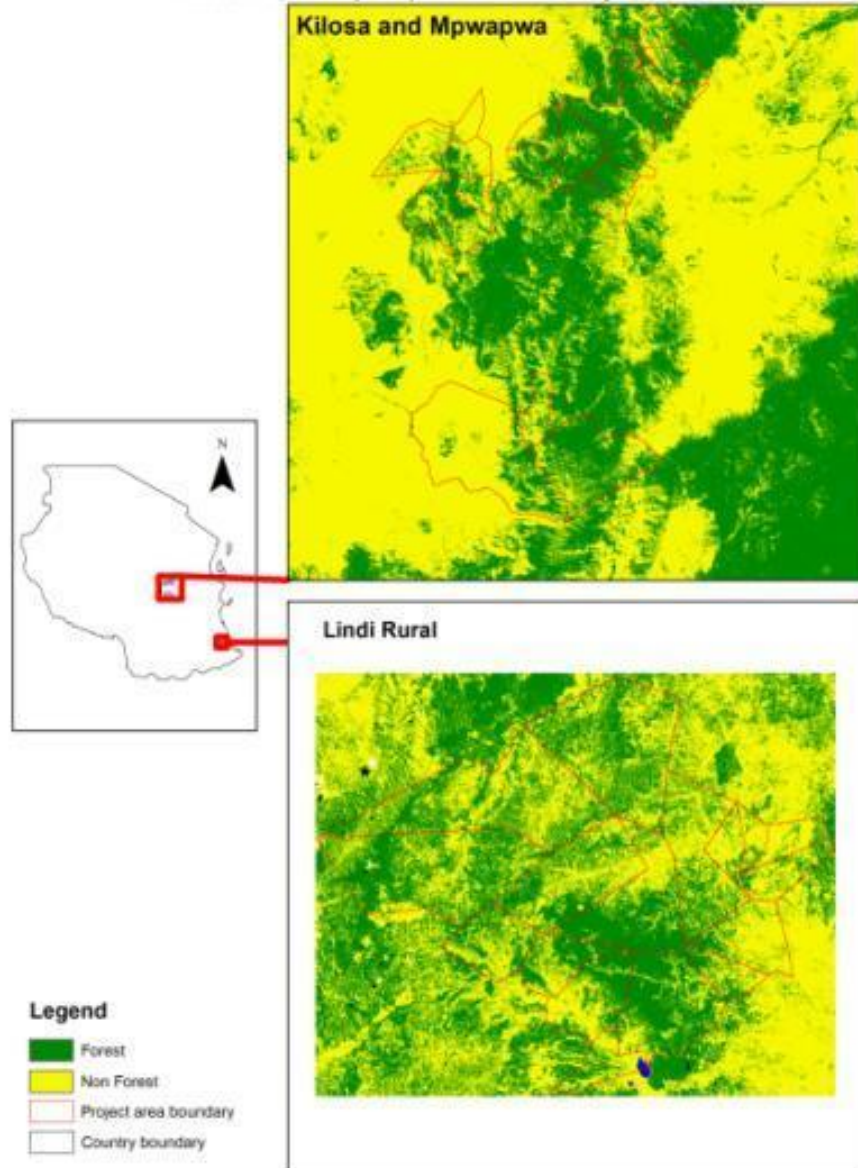 Kilosa and Mpwapwa
N
Lindi Rural
Legend
Forest
Non Forest
Project area boundary
Country boundary